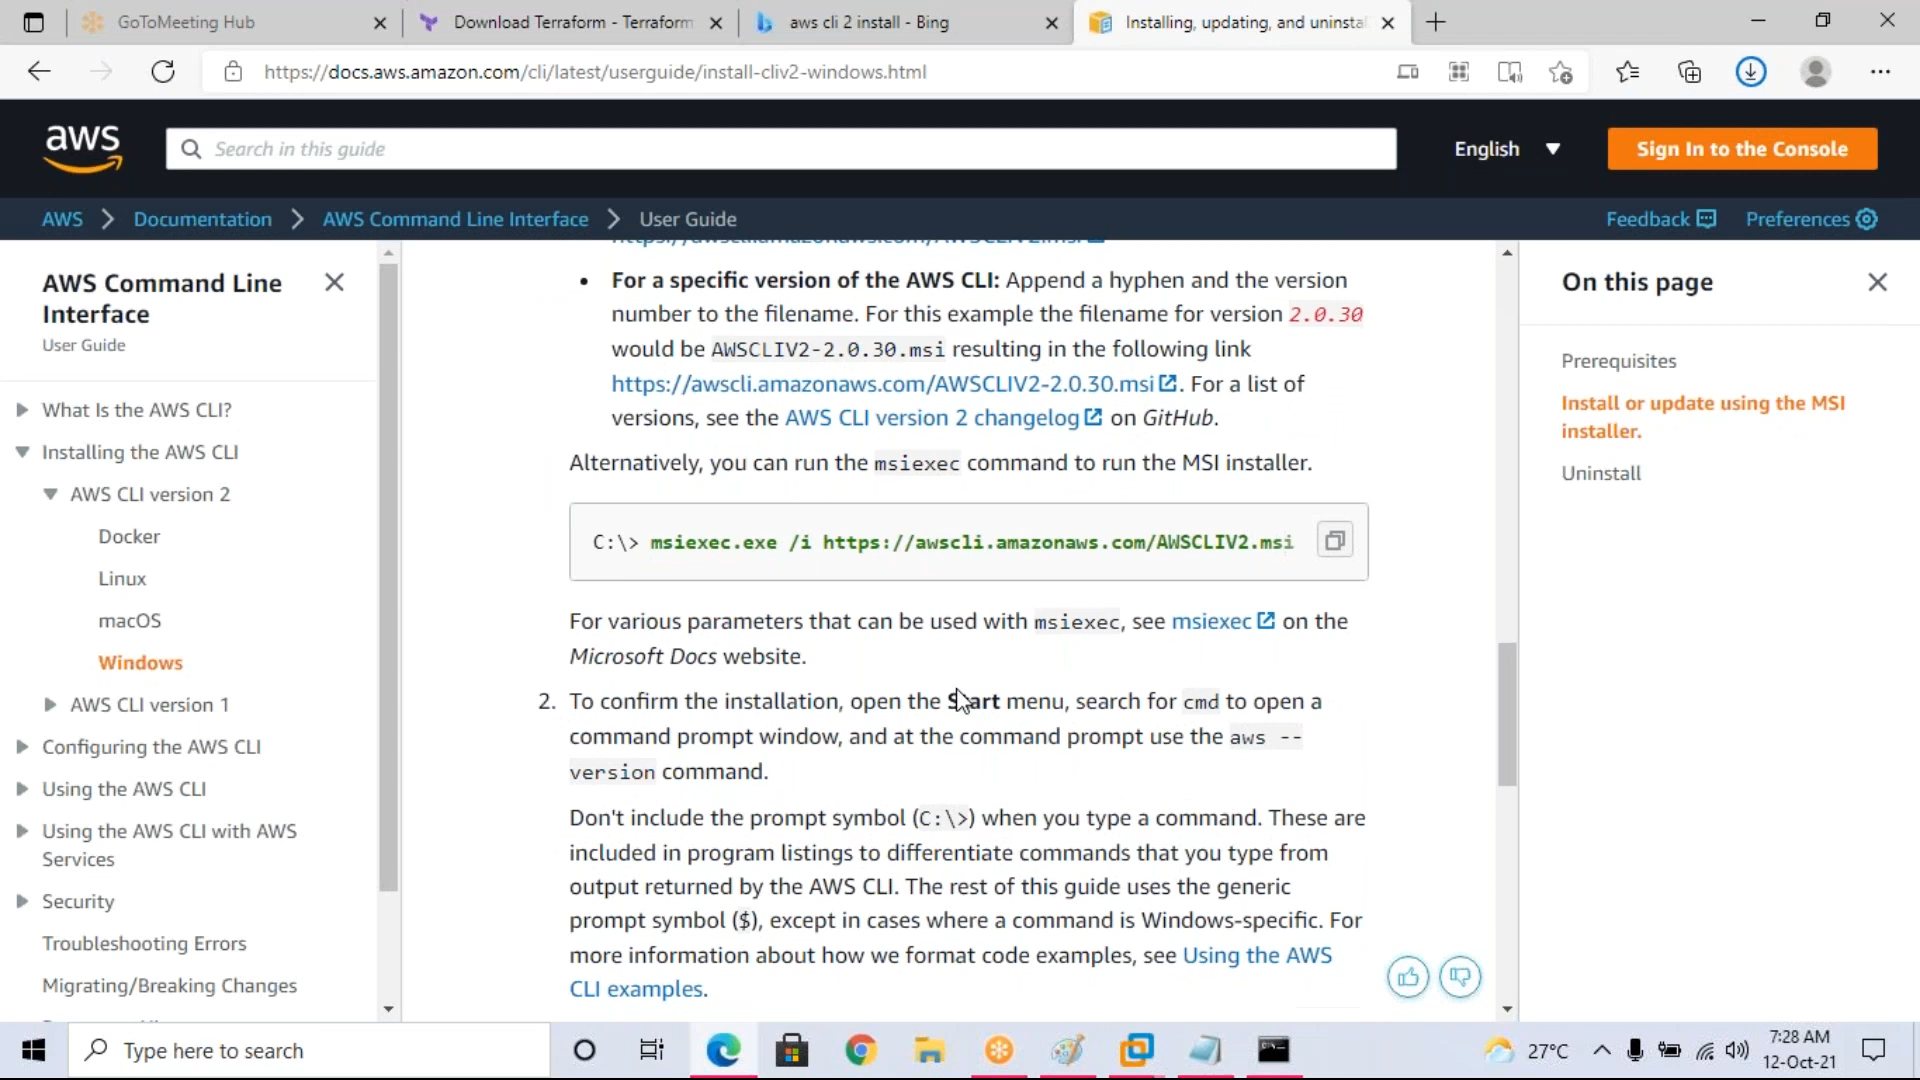 GoToMeeting Hub
Download Terraform - Terraform
aws cli 2 install - Bing
Installing, updating, and uninsta
https://docs.aws.amazon.com/cli/latest/userguide/install-cliv2-windows.html
aws
Search in this guide
English
Sign In to the Console
AWS
Documentation
AWS Command Line Interface
User Guide
Feedback
Preferences
AWS Command Line
Interface
User Guide
What Is the AWS CLI?
Installing the AWS CLI
AWS CLI version 2
Docker
Linux
macOS
Windows
AWS CLI version 1
Configuring the AWS CLI
Using the AWS CLI
Using the AWS CLI with AWS
Services
Security
Troubleshooting Errors
Migrating/Breaking Changes
• For a specific version of the AWS CLI: Append a hyphen and the version
number to the filename. For this example the filename for version 2.0.30
would be AWSCLIV2-2.0.30.msi resulting in the following link
https://awscli.amazonaws.com/AWSCLIV2-2.0.30.msi. For a list of
versions, see the AWS CLI version 2 changelog on GitHub.
Alternatively, you can run the msiexec command to run the MSI installer.
C:\> msiexec.exe /i https://awscli.amazonaws.com/AWSCLIV2.msi
For various parameters that can be used with msiexec, see msiexec on the
Microsoft Docs website.
2. To confirm the installation, open the Start menu, search for cmd to open a
command prompt window, and at the command prompt use the aws --
version command.
Don't include the prompt symbol (C:\>) when you type a command. These are
included in program listings to differentiate commands that you type from
output returned by the AWS CLI. The rest of this guide uses the generic
prompt symbol ($), except in cases where a command is Windows-specific. For
more information about how we format code examples, see Using the AWS
CLI examples.
On this page
Prerequisites
Install or update using the MSI
installer.
Uninstall
Type here to search
27°C
7:28 AM
12-Oct-21